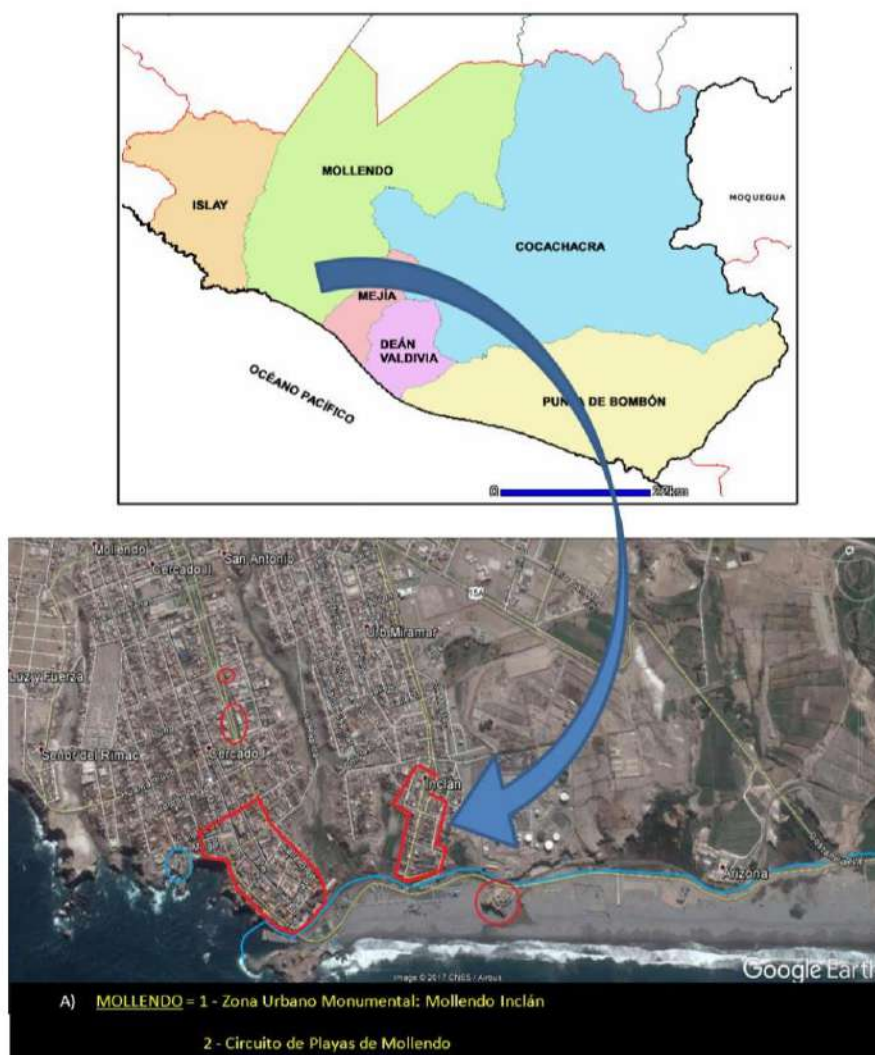 MOLLENDO
ISLAY
MOQUEGUA
COCACHACRA
MEJÍA
DEÁN
VALDIVIA
OCÉANO PACÍFICO
DE BOMBÓN
0
Mollendo
Cercado II
San Antonio
Urb Miramar
Luz y Fuerza
Señor del Rimac
Cercado I
Inclán
Arizona
Image © 2017 CNES / Airbus
Google Earth
A) MOLLENDO = 1 - Zona Urbano Monumental: Mollendo Inclán
2 - Circuito de Playas de Mollendo